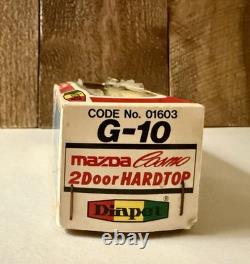 CODE No. 01603
G-10
mazda Cosmo
2Door HARDTOP
Diapet